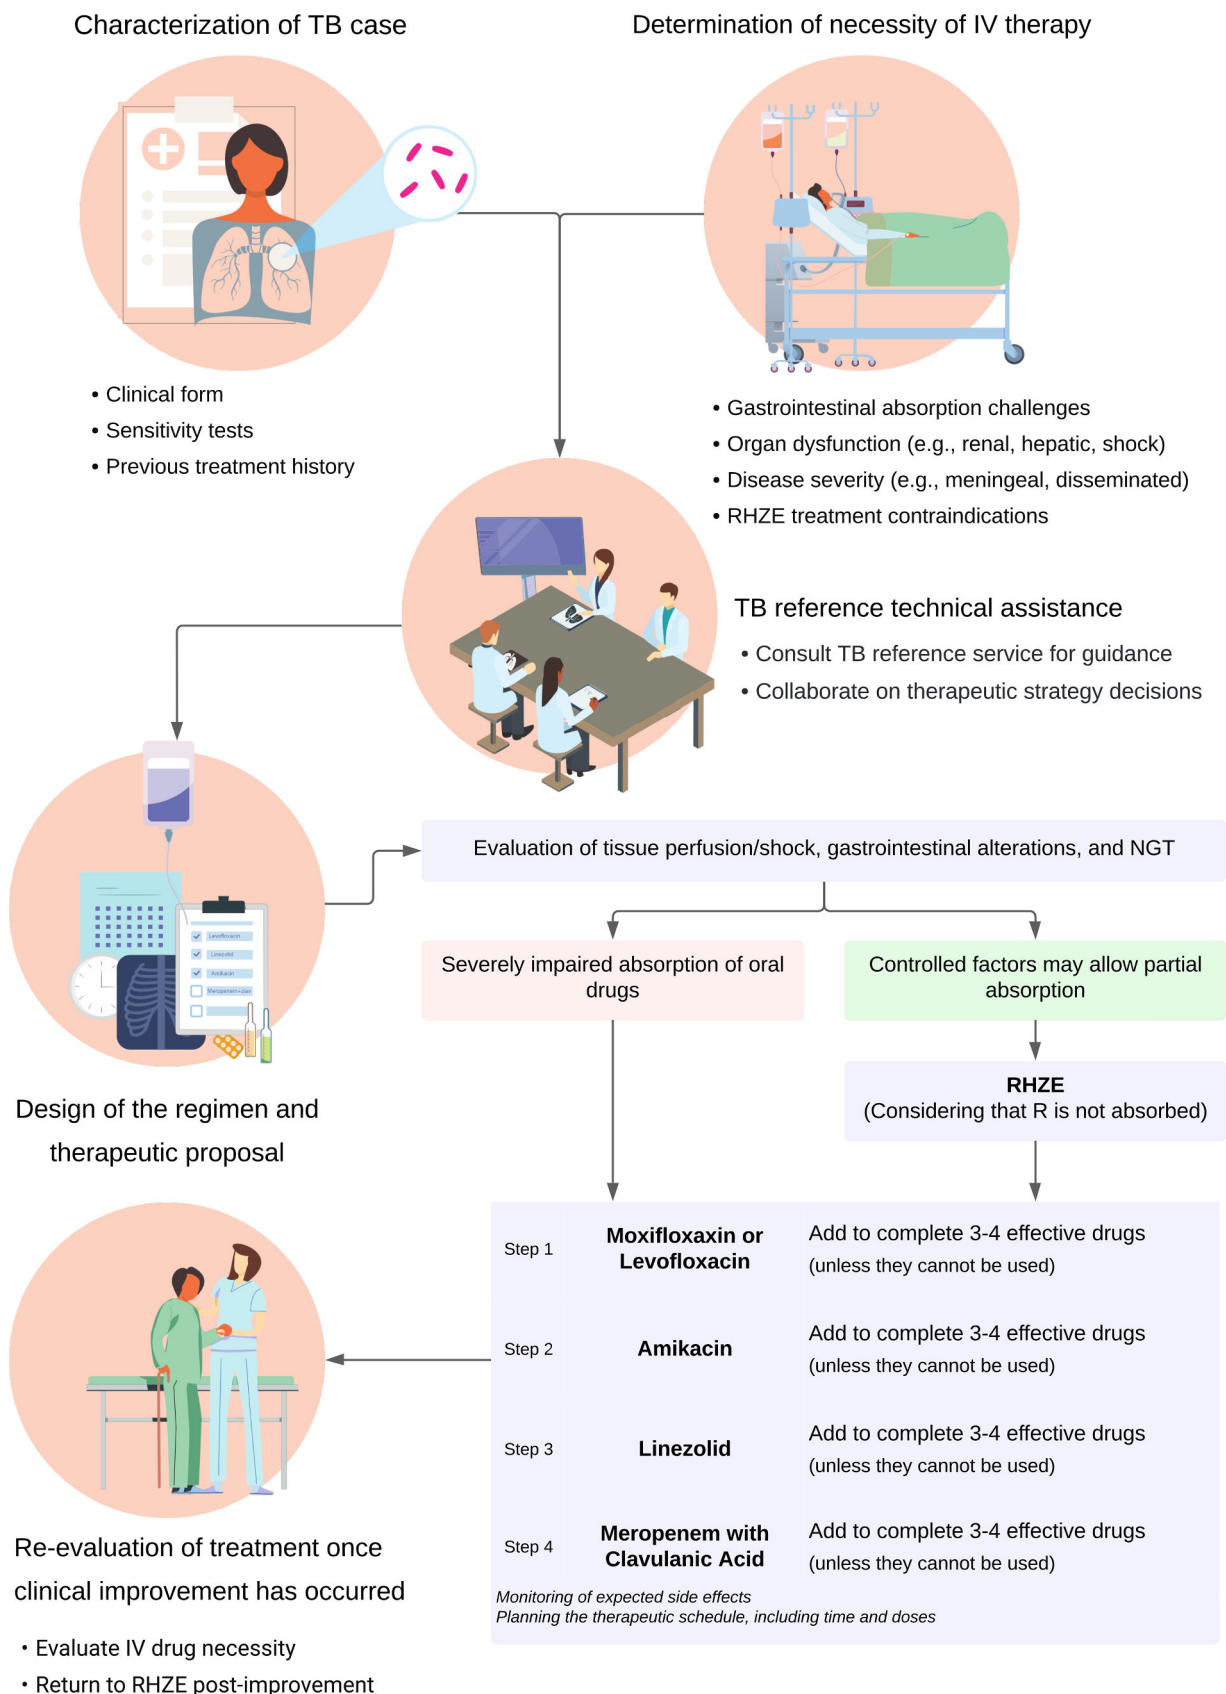 Characterization of TB case
Determination of necessity of IV therapy
• Clinical form
• Sensitivity tests
• Previous treatment history
• Gastrointestinal absorption challenges
• Organ dysfunction (e.g., renal, hepatic, shock)
• Disease severity (e.g., meningeal, disseminated)
• RHZE treatment contraindications
TB reference technical assistance
• Consult TB reference service for guidance
• Collaborate on therapeutic strategy decisions
Levofloxacin
Linezolid
Amikacin
Meropenem+clav
Design of the regimen and
therapeutic proposal
Evaluation of tissue perfusion/shock, gastrointestinal alterations, and NGT
Severely impaired absorption of oral
drugs
Controlled factors may allow partial
absorption
RHZE
(Considering that R is not absorbed)
Step 1
Moxifloxaxin or
Levofloxacin
Add to complete 3-4 effective drugs
(unless they cannot be used)
Step 2
Amikacin
Add to complete 3-4 effective drugs
(unless they cannot be used)
Step 3
Linezolid
Add to complete 3-4 effective drugs
(unless they cannot be used)
Step 4
Meropenem with
Clavulanic Acid
Add to complete 3-4 effective drugs
(unless they cannot be used)
Monitoring of expected side effects
Planning the therapeutic schedule, including time and doses
Re-evaluation of treatment once
clinical improvement has occurred
• Evaluate IV drug necessity
• Return to RHZE post-improvement